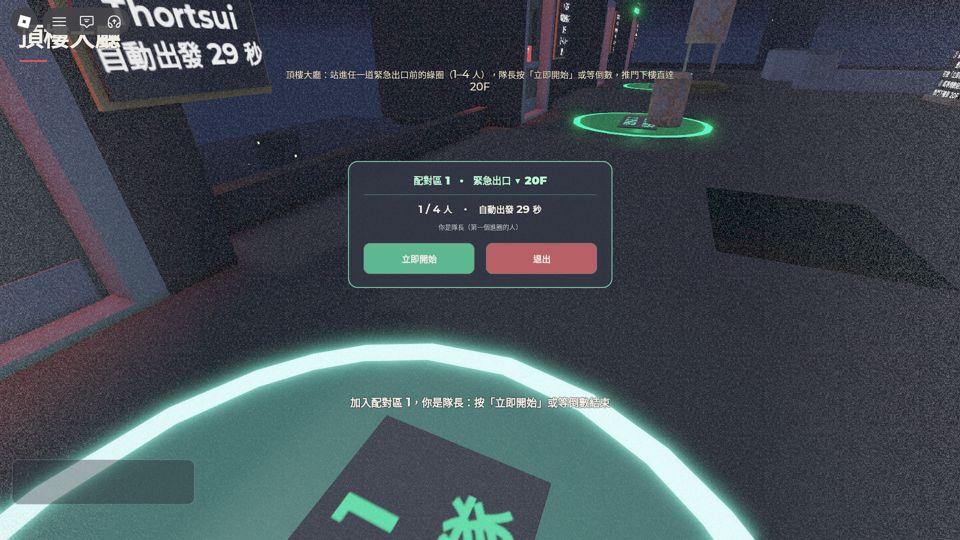 Thortsui
自動出發 29 秒
頂樓大廳
頂樓大廳：站進任一道緊急出口前的綠圈（1–4 人），隊長按「立即開始」或等倒數，推門下樓直達
20F
配對區 1 • 緊急出口 ▼ 20F
1 / 4 人 • 自動出發 29 秒
你是隊長（第一個進圈的人）
立即開始
退出
加入配對區 1，你是隊長：按「立即開始」或等倒數結束
1